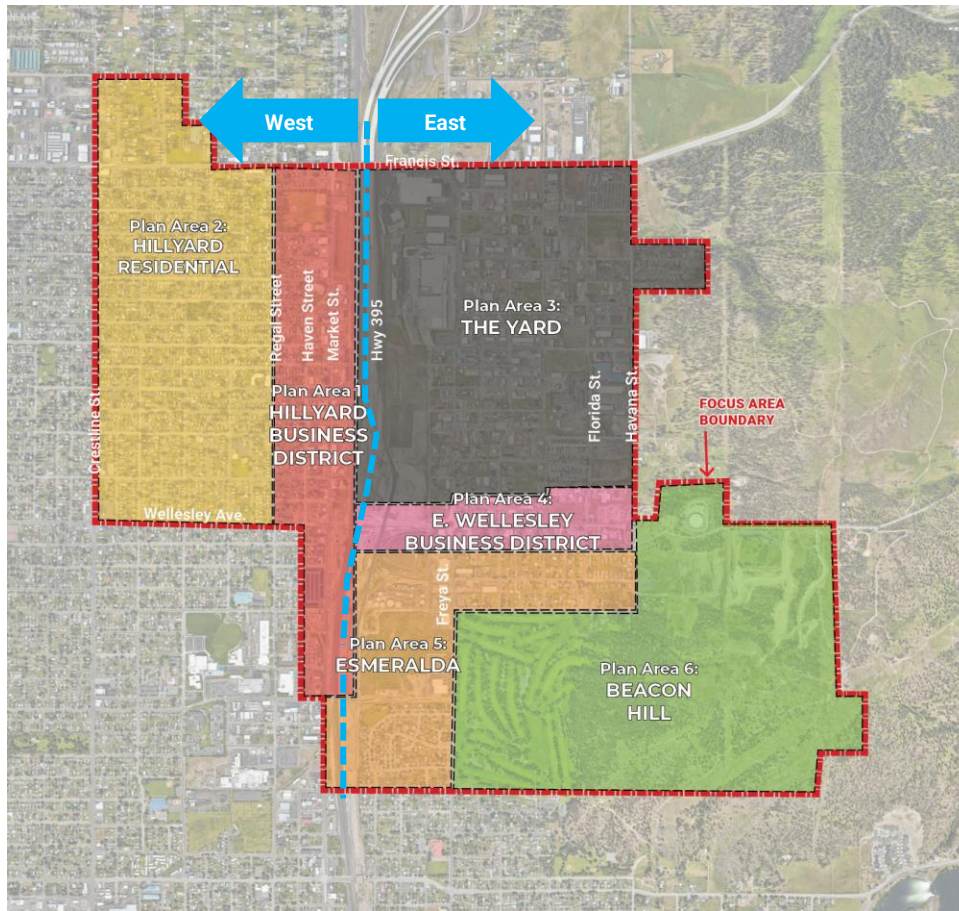 West
East
Francis St.
Plan Area 2:
HILLYARD
RESIDENTIAL
Regal Street
Haven Street
Market St.
Hwy 395
Plan Area 3:
THE YARD
Plan Area 1
HILLYARD
BUSINESS
DISTRICT
Crestline St.
Florida St.
Havana St.
FOCUS AREA
BOUNDARY
Wellesley Ave.
Plan Area 4:
E. WELLESLEY
BUSINESS DISTRICT
Freya St.
Plan Area 5:
ESMERALDA
Plan Area 6:
BEACON
HILL